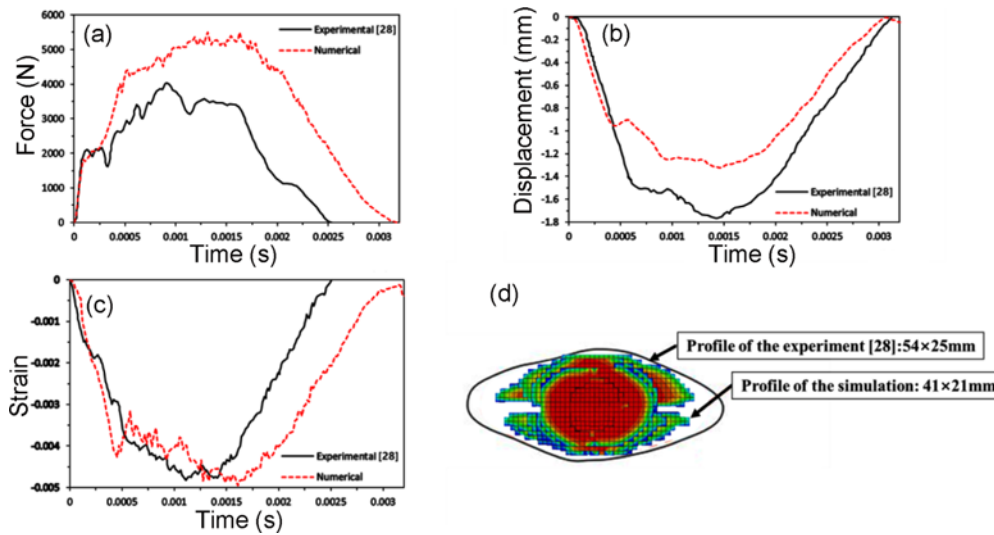 (a)
Force (N)
6000
5000
4000
3000
2000
1000
0
0
0.0005
0.001
0.0015
0.002
0.0025
0.003
Time (s)
Experimental [28]
Numerical
(b)
Displacement (mm)
0
-0.2
-0.4
-0.6
-0.8
-1
-1.2
-1.4
-1.6
-1.8
0
0.0005
0.001
0.0015
0.002
0.0025
0.003
Time (s)
Experimental [28]
Numerical
(c)
Strain
0
-0.001
-0.002
-0.003
-0.004
-0.005
0
0.0005
0.001
0.0015
0.002
0.0025
0.003
Time (s)
Experimental [28]
Numerical
(d)
Profile of the experiment [28]:54×25mm
Profile of the simulation: 41×21mm